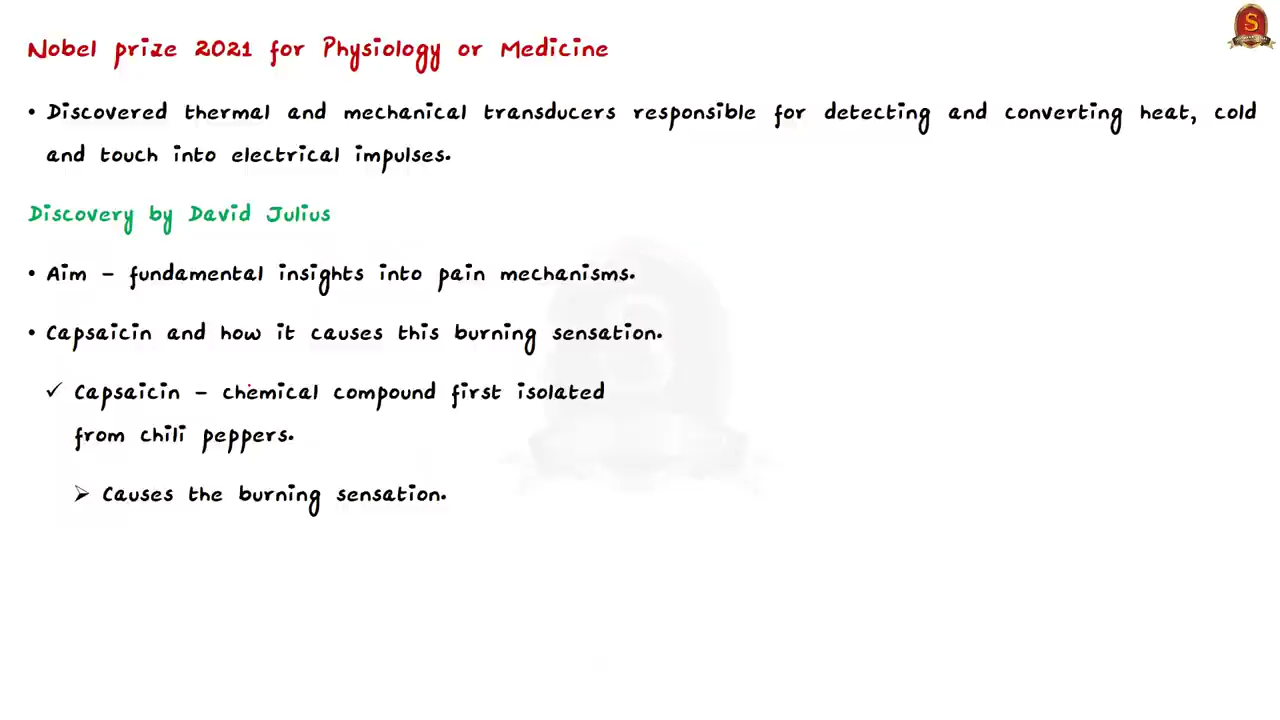 Nobel prize 2021 for Physiology or Medicine
• Discovered thermal and mechanical transducers responsible for detecting and converting heat, cold
and touch into electrical impulses.
Discovery by David Julius
• Aim – fundamental insights into pain mechanisms.
• Capsaicin and how it causes this burning sensation.
✓ Capsaicin – chemical compound first isolated
from chili peppers.
➢ Causes the burning sensation.
S